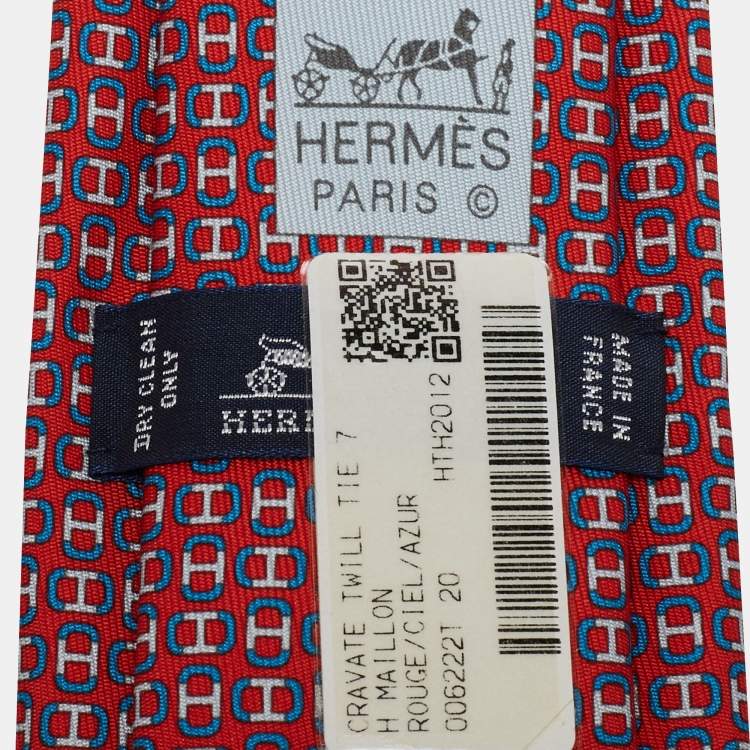 HERMÈS
PARIS ©
DRY CLEAN
ONLY
HER
MADE IN
FRANCE
CRAVATE TWILL TIE 7
H MAILLON HTH2012
ROUGE/CIEL/AZUR
006222T 20